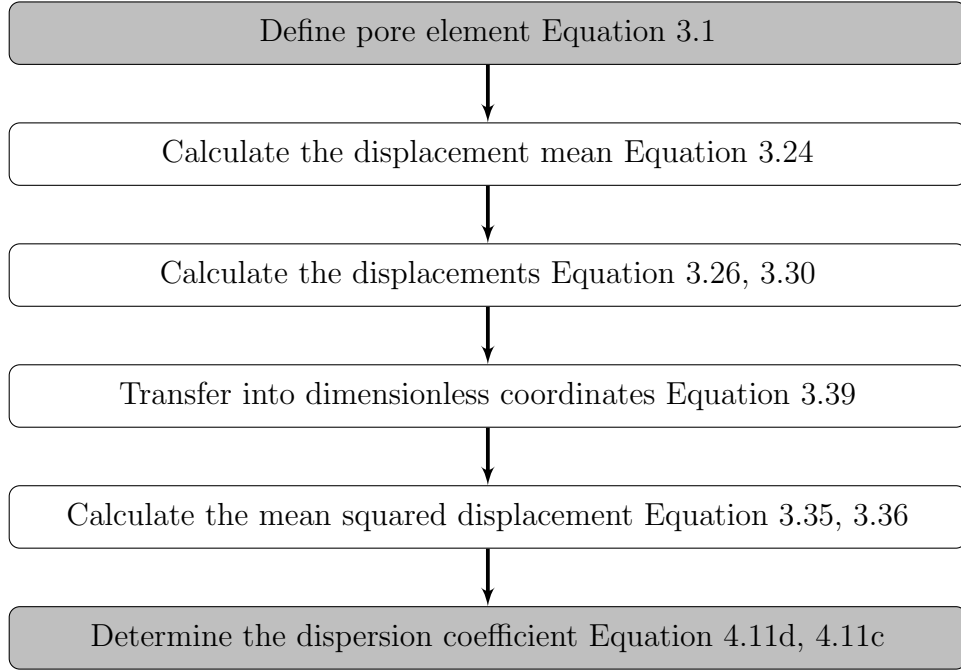 Define pore element Equation 3.1
Calculate the displacement mean Equation 3.24
Calculate the displacements Equation 3.26, 3.30
Transfer into dimensionless coordinates Equation 3.39
Calculate the mean squared displacement Equation 3.35, 3.36
Determine the dispersion coefficient Equation 4.11d, 4.11c